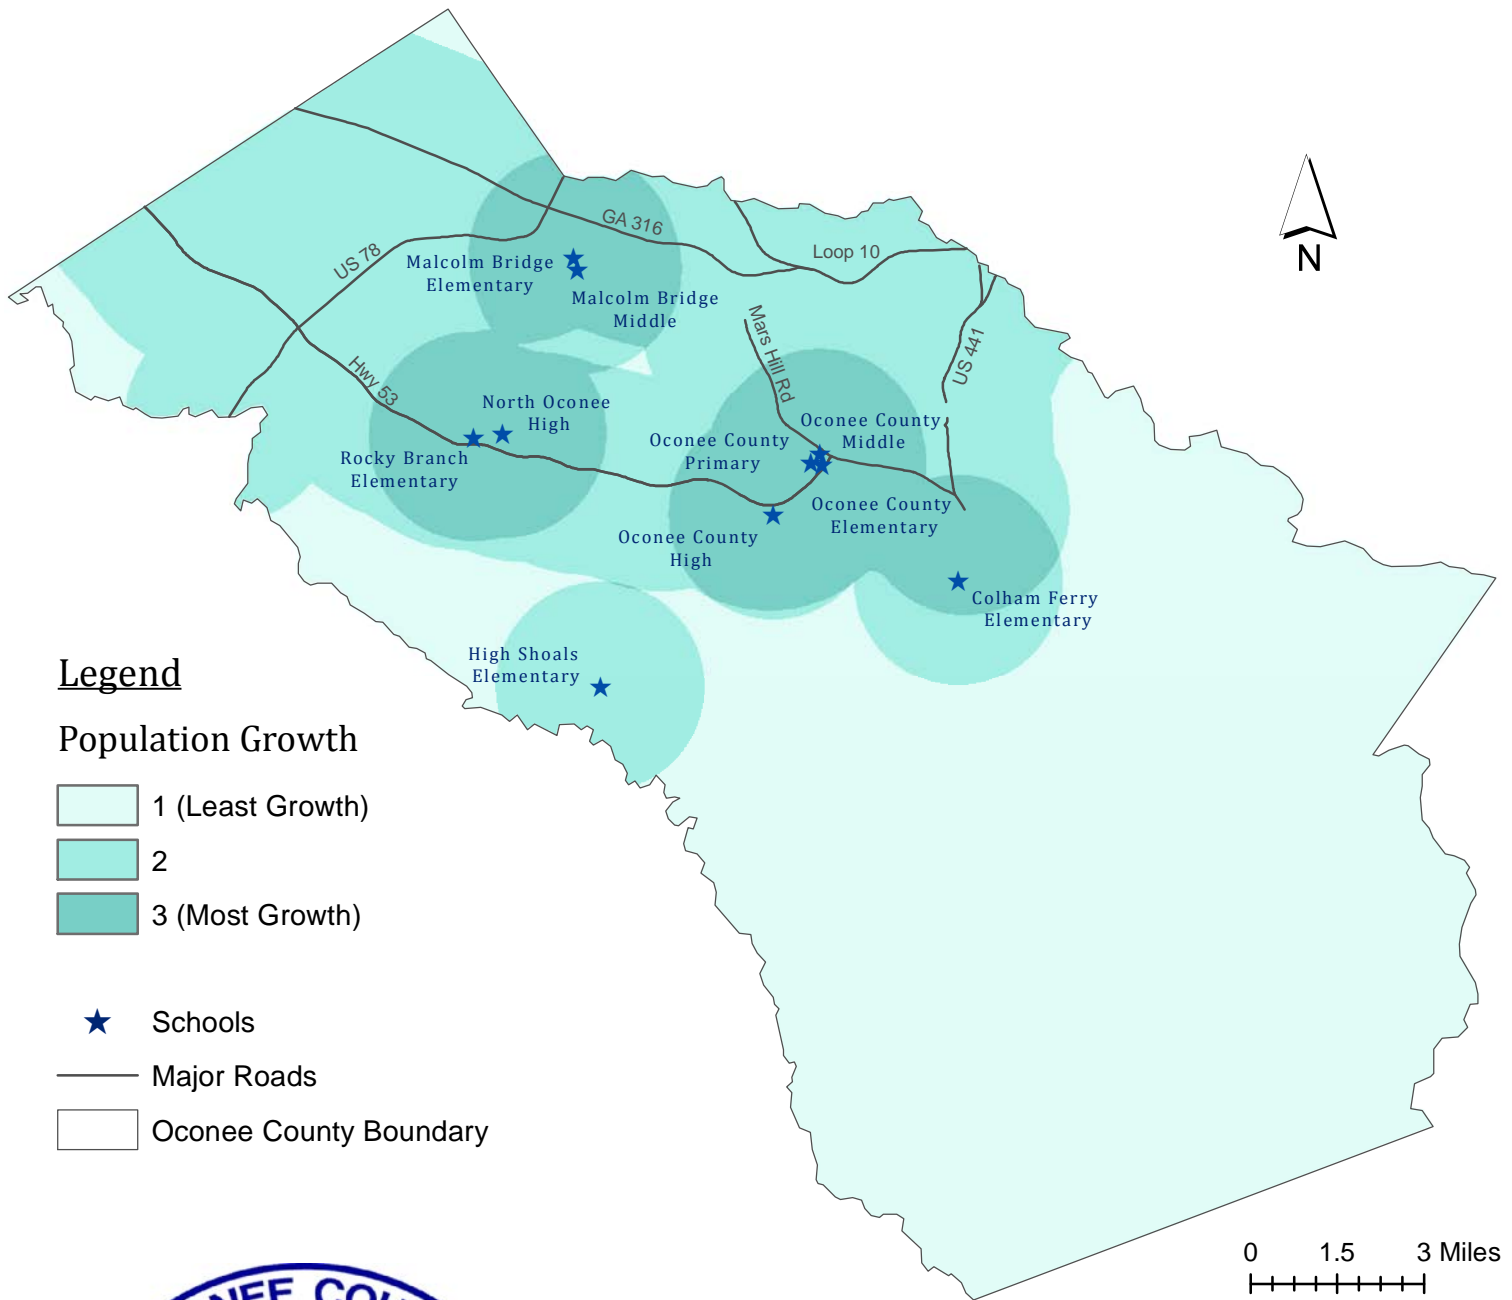 GA 316
Loop 10
US 78
Malcolm Bridge
Elementary
Malcolm Bridge
Middle
Mars Hill Rd
US 441
Hwy 53
North Oconee
High
Rocky Branch
Elementary
Oconee County
Middle
Oconee County
Primary
Oconee County
Elementary
Oconee County
High
Colham Ferry
Elementary
High Shoals
Elementary
N
Legend
Population Growth
1 (Least Growth)
2
3 (Most Growth)
Schools
Major Roads
Oconee County Boundary
0 1.5 3 Miles